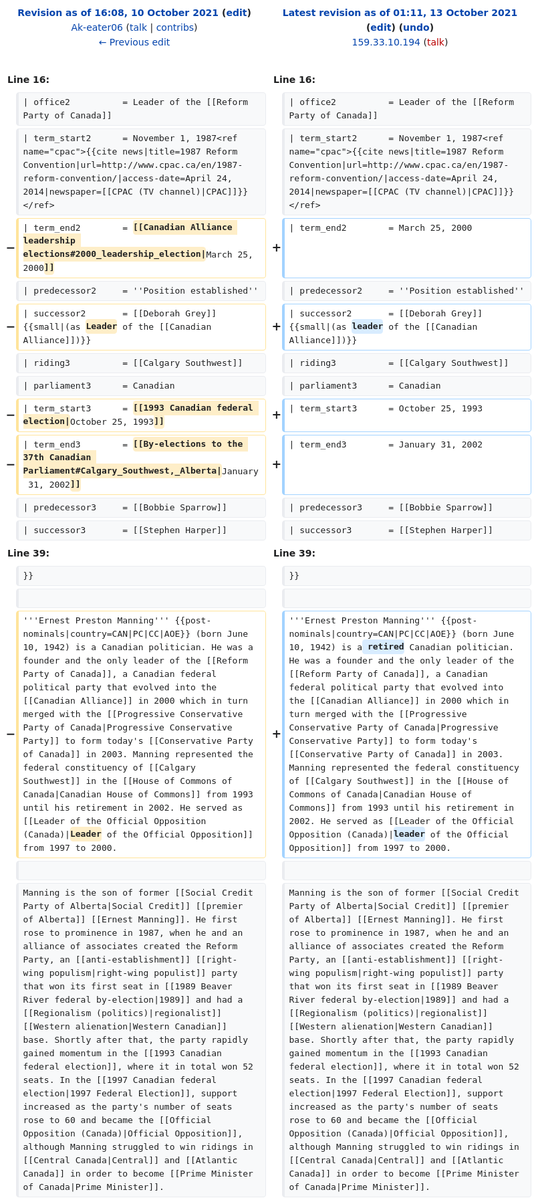 Revision as of 16:08, 10 October 2021 (edit)
Ak-eater06 (talk | contribs)
← Previous edit
Latest revision as of 01:11, 13 October 2021
(edit) (undo)
159.33.10.194 (talk)
Line 16:
Line 16:
| office2 = Leader of the [[Reform
Party of Canada]]
| office2 = Leader of the [[Reform
Party of Canada]]
| term_start2 = November 1, 1987<ref
name="cpac">{{cite news|title=1987 Reform
Convention|url=http://www.cpac.ca/en/1987-
reform-convention/|access-date=April 24,
2014|newspaper=[[CPAC (TV channel)|CPAC]]}}
</ref>
| term_start2 = November 1, 1987<ref
name="cpac">{{cite news|title=1987 Reform
Convention|url=http://www.cpac.ca/en/1987-
reform-convention/|access-date=April 24,
2014|newspaper=[[CPAC (TV channel)|CPAC]]}}
</ref>
− | term_end2 = [[Canadian Alliance
leadership
elections#2000_leadership_election|March 25,
2000]]
+ | term_end2 = March 25, 2000
| predecessor2 = ''Position established''
| predecessor2 = ''Position established''
− | successor2 = [[Deborah Grey]]
{{small|(as Leader of the [[Canadian
Alliance]])}}
+ | successor2 = [[Deborah Grey]]
{{small|(as leader of the [[Canadian
Alliance]])}}
| riding3 = [[Calgary Southwest]]
| riding3 = [[Calgary Southwest]]
| parliament3 = Canadian
| parliament3 = Canadian
− | term_start3 = [[1993 Canadian federal
election|October 25, 1993]]
+ | term_start3 = October 25, 1993
− | term_end3 = [[By-elections to the
37th Canadian
Parliament#Calgary_Southwest,_Alberta|January
31, 2002]]
+ | term_end3 = January 31, 2002
| predecessor3 = [[Bobbie Sparrow]]
| predecessor3 = [[Bobbie Sparrow]]
| successor3 = [[Stephen Harper]]
| successor3 = [[Stephen Harper]]
Line 39:
Line 39:
}}
}}
− '''Ernest Preston Manning''' {{post-
nominals|country=CAN|PC|CC|AOE}} (born June
10, 1942) is a Canadian politician. He was a
founder and the only leader of the [[Reform
Party of Canada]], a Canadian federal
political party that evolved into the
[[Canadian Alliance]] in 2000 which in turn
merged with the [[Progressive Conservative
Party of Canada|Progressive Conservative
Party]] to form today's [[Conservative Party
of Canada]] in 2003. Manning represented the
federal constituency of [[Calgary
Southwest]] in the [[House of Commons of
Canada|Canadian House of Commons]] from 1993
until his retirement in 2002. He served as
[[Leader of the Official Opposition
(Canada)|Leader of the Official Opposition]]
from 1997 to 2000.
+ '''Ernest Preston Manning''' {{post-
nominals|country=CAN|PC|CC|AOE}} (born June
10, 1942) is a retired Canadian politician.
He was a founder and the only leader of the
[[Reform Party of Canada]], a Canadian
federal political party that evolved into
the [[Canadian Alliance]] in 2000 which in
turn merged with the [[Progressive
Conservative Party of Canada|Progressive
Conservative Party]] to form today's
[[Conservative Party of Canada]] in 2003.
Manning represented the federal constituency
of [[Calgary Southwest]] in the [[House of
Commons of Canada|Canadian House of
Commons]] from 1993 until his retirement in
2002. He served as [[Leader of the Official
Opposition (Canada)|leader of the Official
Opposition]] from 1997 to 2000.
Manning is the son of former [[Social Credit
Party of Alberta|Social Credit]] [[premier
of Alberta]] [[Ernest Manning]]. He first
rose to prominence in 1987, when he and an
alliance of associates created the Reform
Party, an [[anti-establishment]] [[right-
wing populism|right-wing populist]] party
that won its first seat in [[1989 Beaver
River federal by-election|1989]] and had a
[[Regionalism (politics)|regionalist]]
[[Western alienation|Western Canadian]]
base. Shortly after that, the party rapidly
gained momentum in the [[1993 Canadian
federal election]], where it in total won 52
seats. In the [[1997 Canadian federal
election|1997 Federal Election]], support
increased as the party's number of seats
rose to 60 and became the [[Official
Opposition (Canada)|Official Opposition]],
although Manning struggled to win ridings in
[[Central Canada|Central]] and [[Atlantic
Canada]] in order to become [[Prime Minister
of Canada|Prime Minister]].
Manning is the son of former [[Social Credit
Party of Alberta|Social Credit]] [[premier
of Alberta]] [[Ernest Manning]]. He first
rose to prominence in 1987, when he and an
alliance of associates created the Reform
Party, an [[anti-establishment]] [[right-
wing populism|right-wing populist]] party
that won its first seat in [[1989 Beaver
River federal by-election|1989]] and had a
[[Regionalism (politics)|regionalist]]
[[Western alienation|Western Canadian]]
base. Shortly after that, the party rapidly
gained momentum in the [[1993 Canadian
federal election]], where it in total won 52
seats. In the [[1997 Canadian federal
election|1997 Federal Election]], support
increased as the party's number of seats
rose to 60 and became the [[Official
Opposition (Canada)|Official Opposition]],
although Manning struggled to win ridings in
[[Central Canada|Central]] and [[Atlantic
Canada]] in order to become [[Prime Minister
of Canada|Prime Minister]].